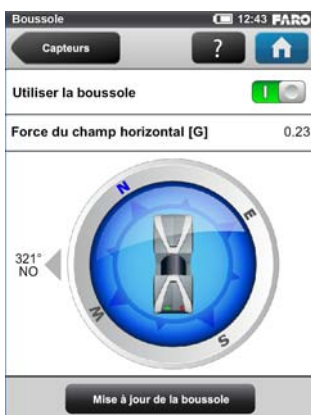 Boussole 12:43 FARO
Capteurs ?
Utiliser la boussole I
Force du champ horizontal [G] 0.23
N
E
321°
NO
W
S
Mise à jour de la boussole